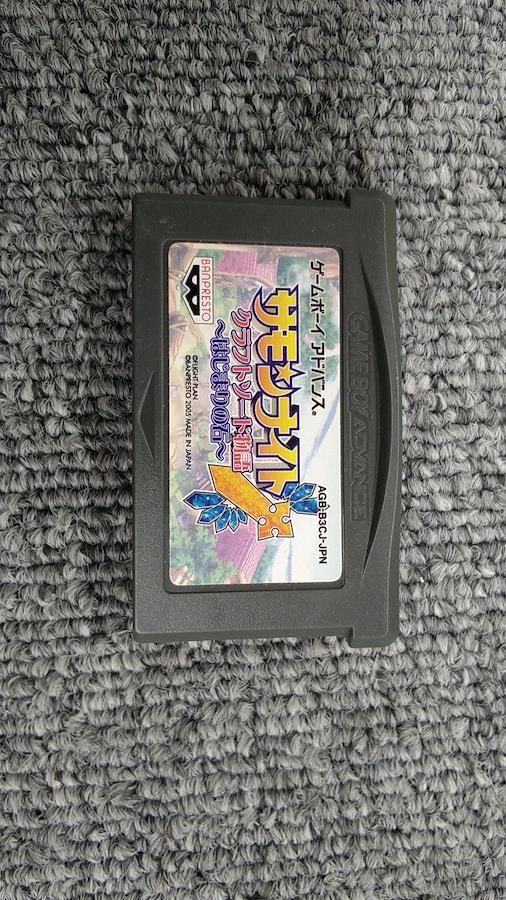 GAME BOY ADVANCE
ゲームボーイアドバンス®
AGB-B3CJ-JPN
サモンナイト
クラフトソード物語
～はじまりの石～
BANPRESTO
©FLIGHT-PLAN
©BANPRESTO 2005 MADE IN JAPAN